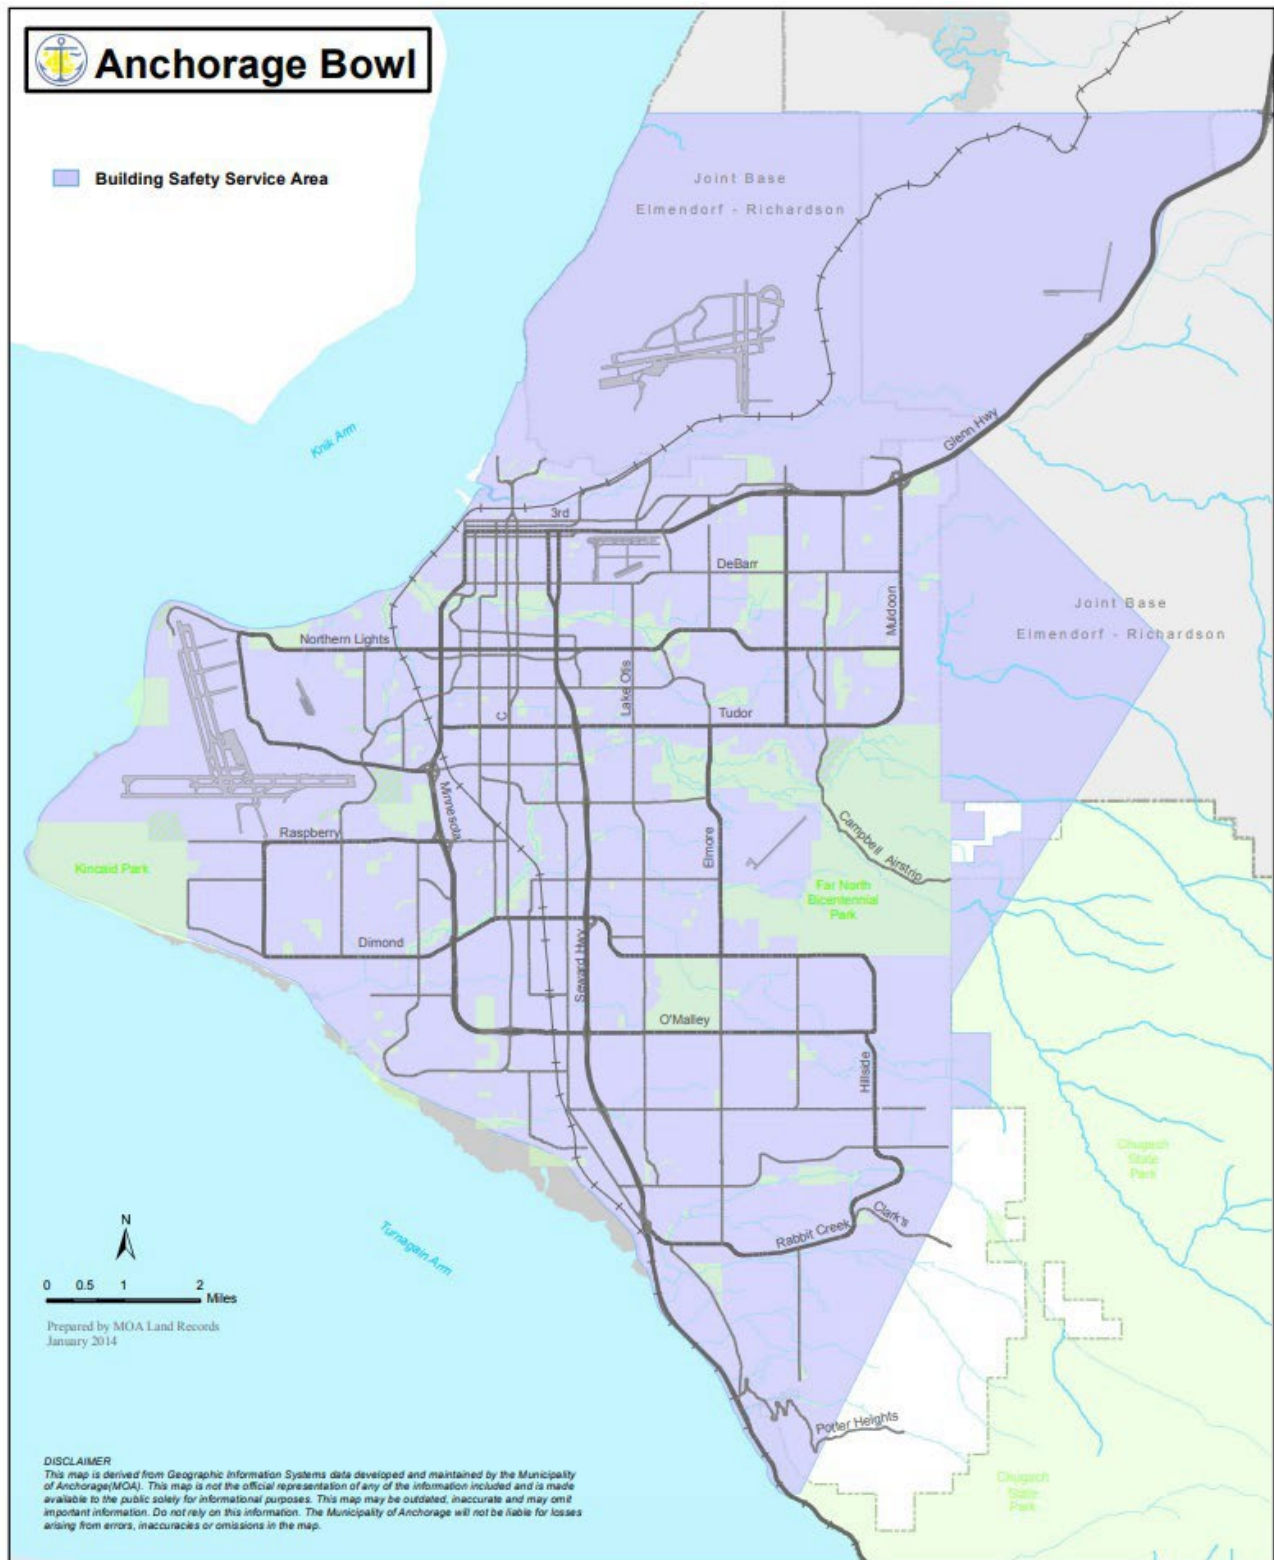 Anchorage Bowl
Building Safety Service Area
Joint Base
Elmendorf - Richardson
Knik Arm
Glenn Hwy
3rd
DeBarr
Muldoon
Joint Base
Elmendorf - Richardson
Northern Lights
Lake Otis
C
Tudor
Minnesota
Raspberry
Elmore
Campbell Airstrip
Kincaid Park
Far North
Bicentennial
Park
Dimond
Seward Hwy
O'Malley
Hillside
Chugach
State
Park
Clark's
Rabbit Creek
Turnagain Arm
N
0 0.5 1 2
Miles
Prepared by MOA Land Records
January 2014
Potter Heights
Chugach
State
Park
DISCLAIMER
This map is derived from Geographic Information Systems data developed and maintained by the Municipality
of Anchorage(MOA). This map is not the official representation of any of the information included and is made
available to the public solely for informational purposes. This map may be outdated, inaccurate and may omit
important information. Do not rely on this information. The Municipality of Anchorage will not be liable for losses
arising from errors, inaccuracies or omissions in the map.